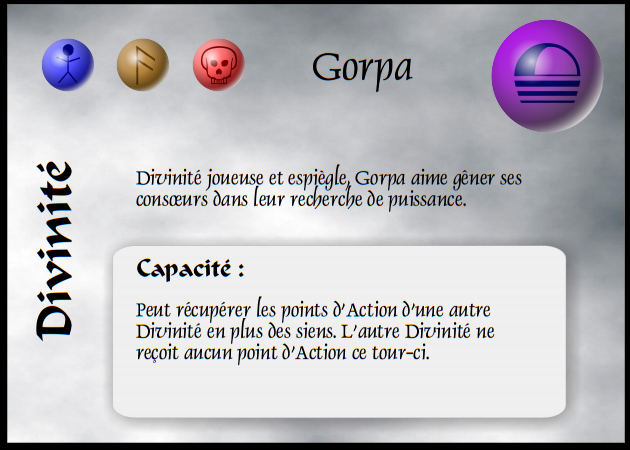 Gorpa
Divinité
Divinité joueuse et espiègle, Gorpa aime gêner ses
consœurs dans leur recherche de puissance.
Capacité :
Peut récupérer les points d'Action d'une autre
Divinité en plus des siens. L'autre Divinité ne
reçoit aucun point d'Action ce tour-ci.